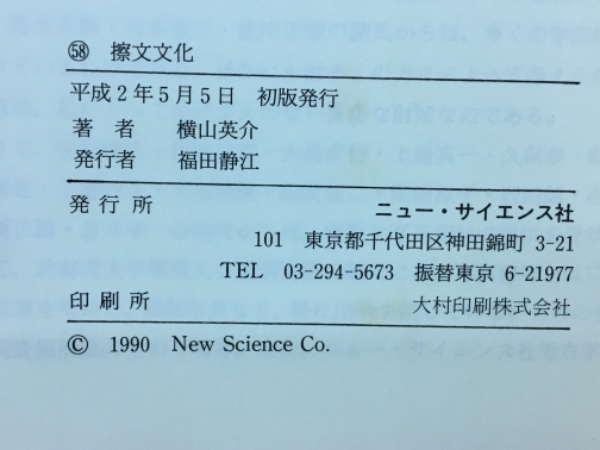 58 擦文文化
平成2年5月5日 初版発行
著者 横山英介
発行者 福田静江
発行所 ニュー・サイエンス社
101 東京都千代田区神田錦町 3-21
TEL 03-294-5673 振替東京 6-21977
印刷所 大村印刷株式会社
© 1990 New Science Co.